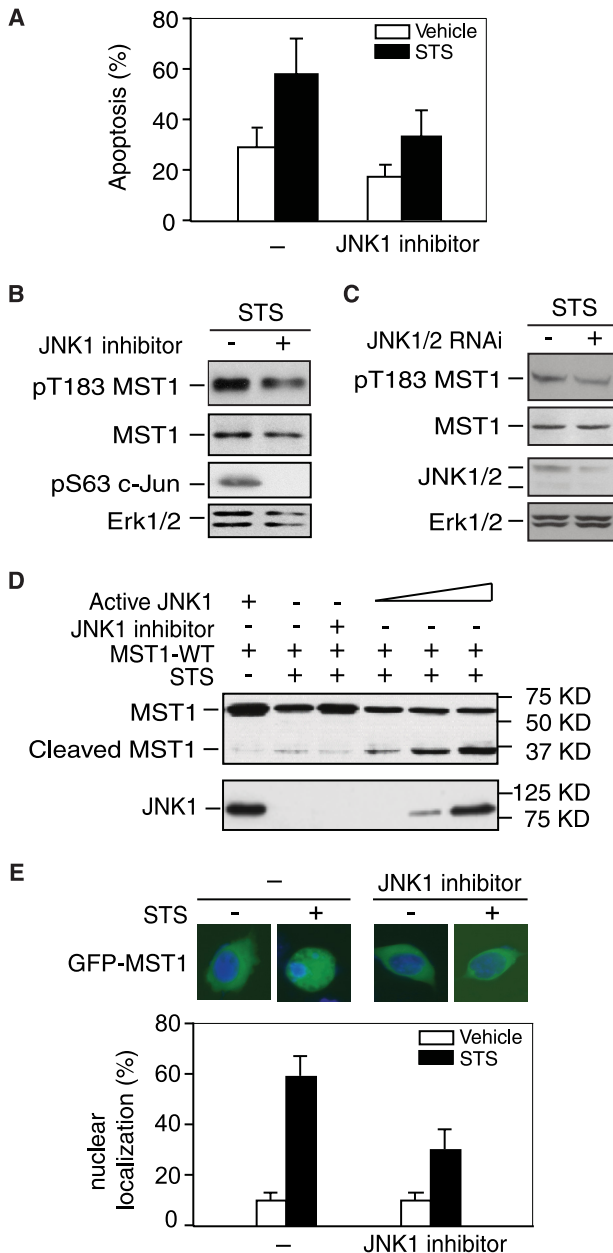 A
Apoptosis (%)
80
60
40
20
0
Vehicle
STS
– JNK1 inhibitor
B
STS
JNK1 inhibitor - +
pT183 MST1
MST1
pS63 c-Jun
Erk1/2
C
STS
JNK1/2 RNAi - +
pT183 MST1
MST1
JNK1/2
Erk1/2
D
Active JNK1 + - -
JNK1 inhibitor - - + - - -
MST1-WT + + + + + +
STS - + + + + +
MST1
Cleaved MST1
75 KD
50 KD
37 KD
JNK1
125 KD
75 KD
E
– JNK1 inhibitor
STS - + - +
GFP-MST1
nuclear
localization (%)
80
60
40
20
0
Vehicle
STS
– JNK1 inhibitor